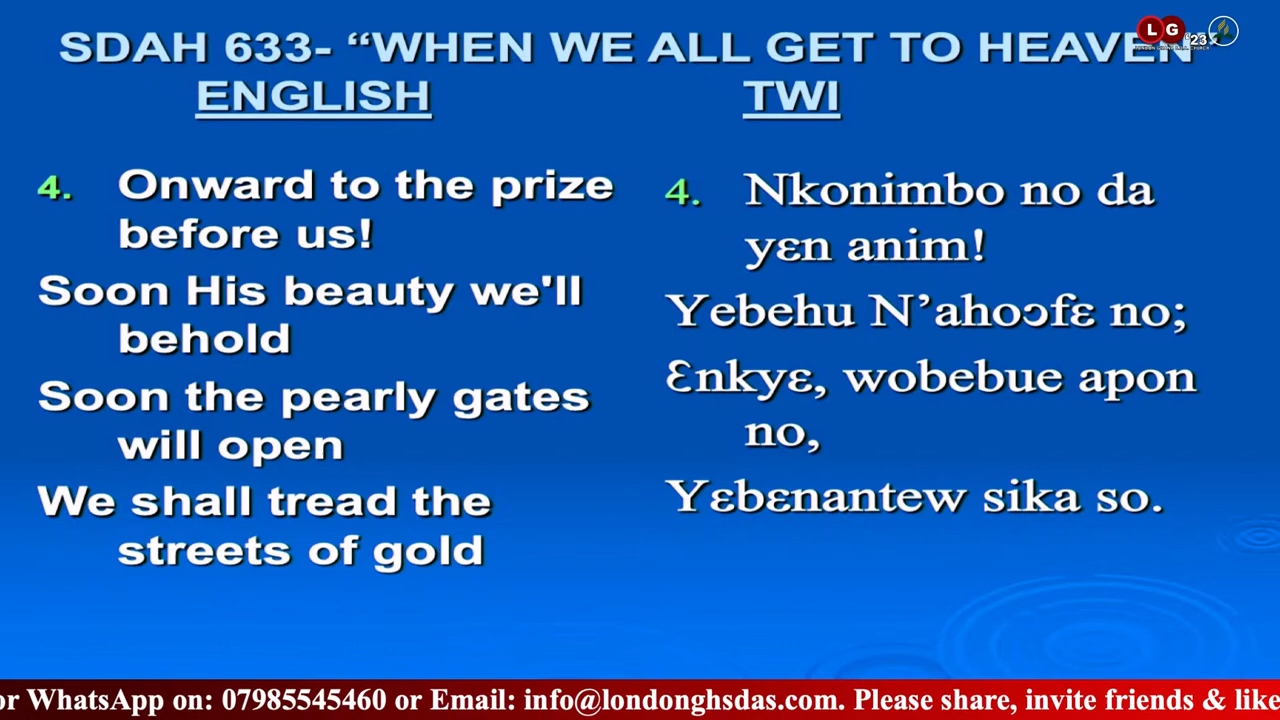 SDAH 633- “WHEN WE ALL GET TO HEAVEN”
ENGLISH
4. Onward to the prize
before us!
Soon His beauty we'll
behold
Soon the pearly gates
will open
We shall tread the
streets of gold
TWI
4. Nkonimbo no da
yɛn anim!
Yebehu N’ahoɔfɛ no;
Ɛnkyɛ, wobebue apon
no,
Yɛbɛnantew sika so.
L G '23
or WhatsApp on: 07985545460 or Email: info@londonghsdas.com. Please share, invite friends & like